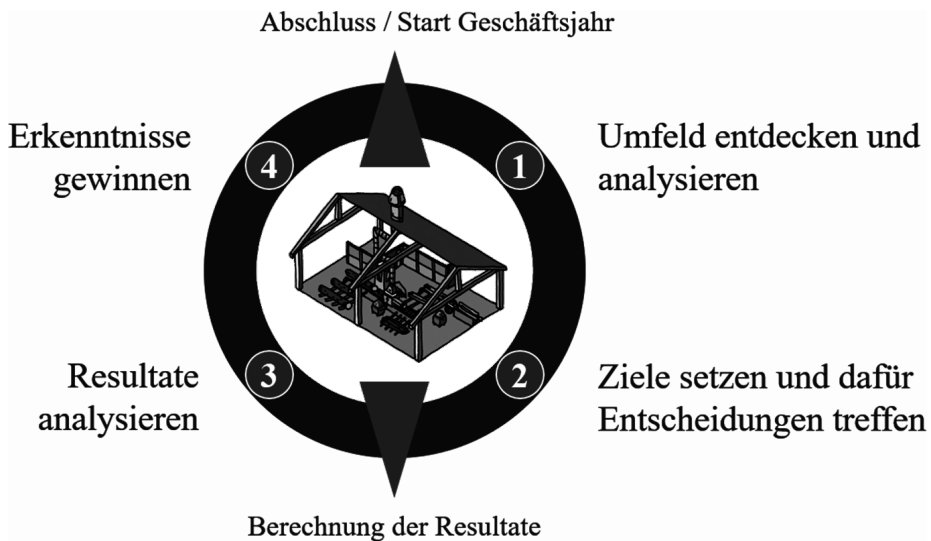 Abschluss / Start Geschäftsjahr
Erkenntnisse
gewinnen
4
1
Umfeld entdecken und
analysieren
Resultate
analysieren
3
2
Ziele setzen und dafür
Entscheidungen treffen
Berechnung der Resultate